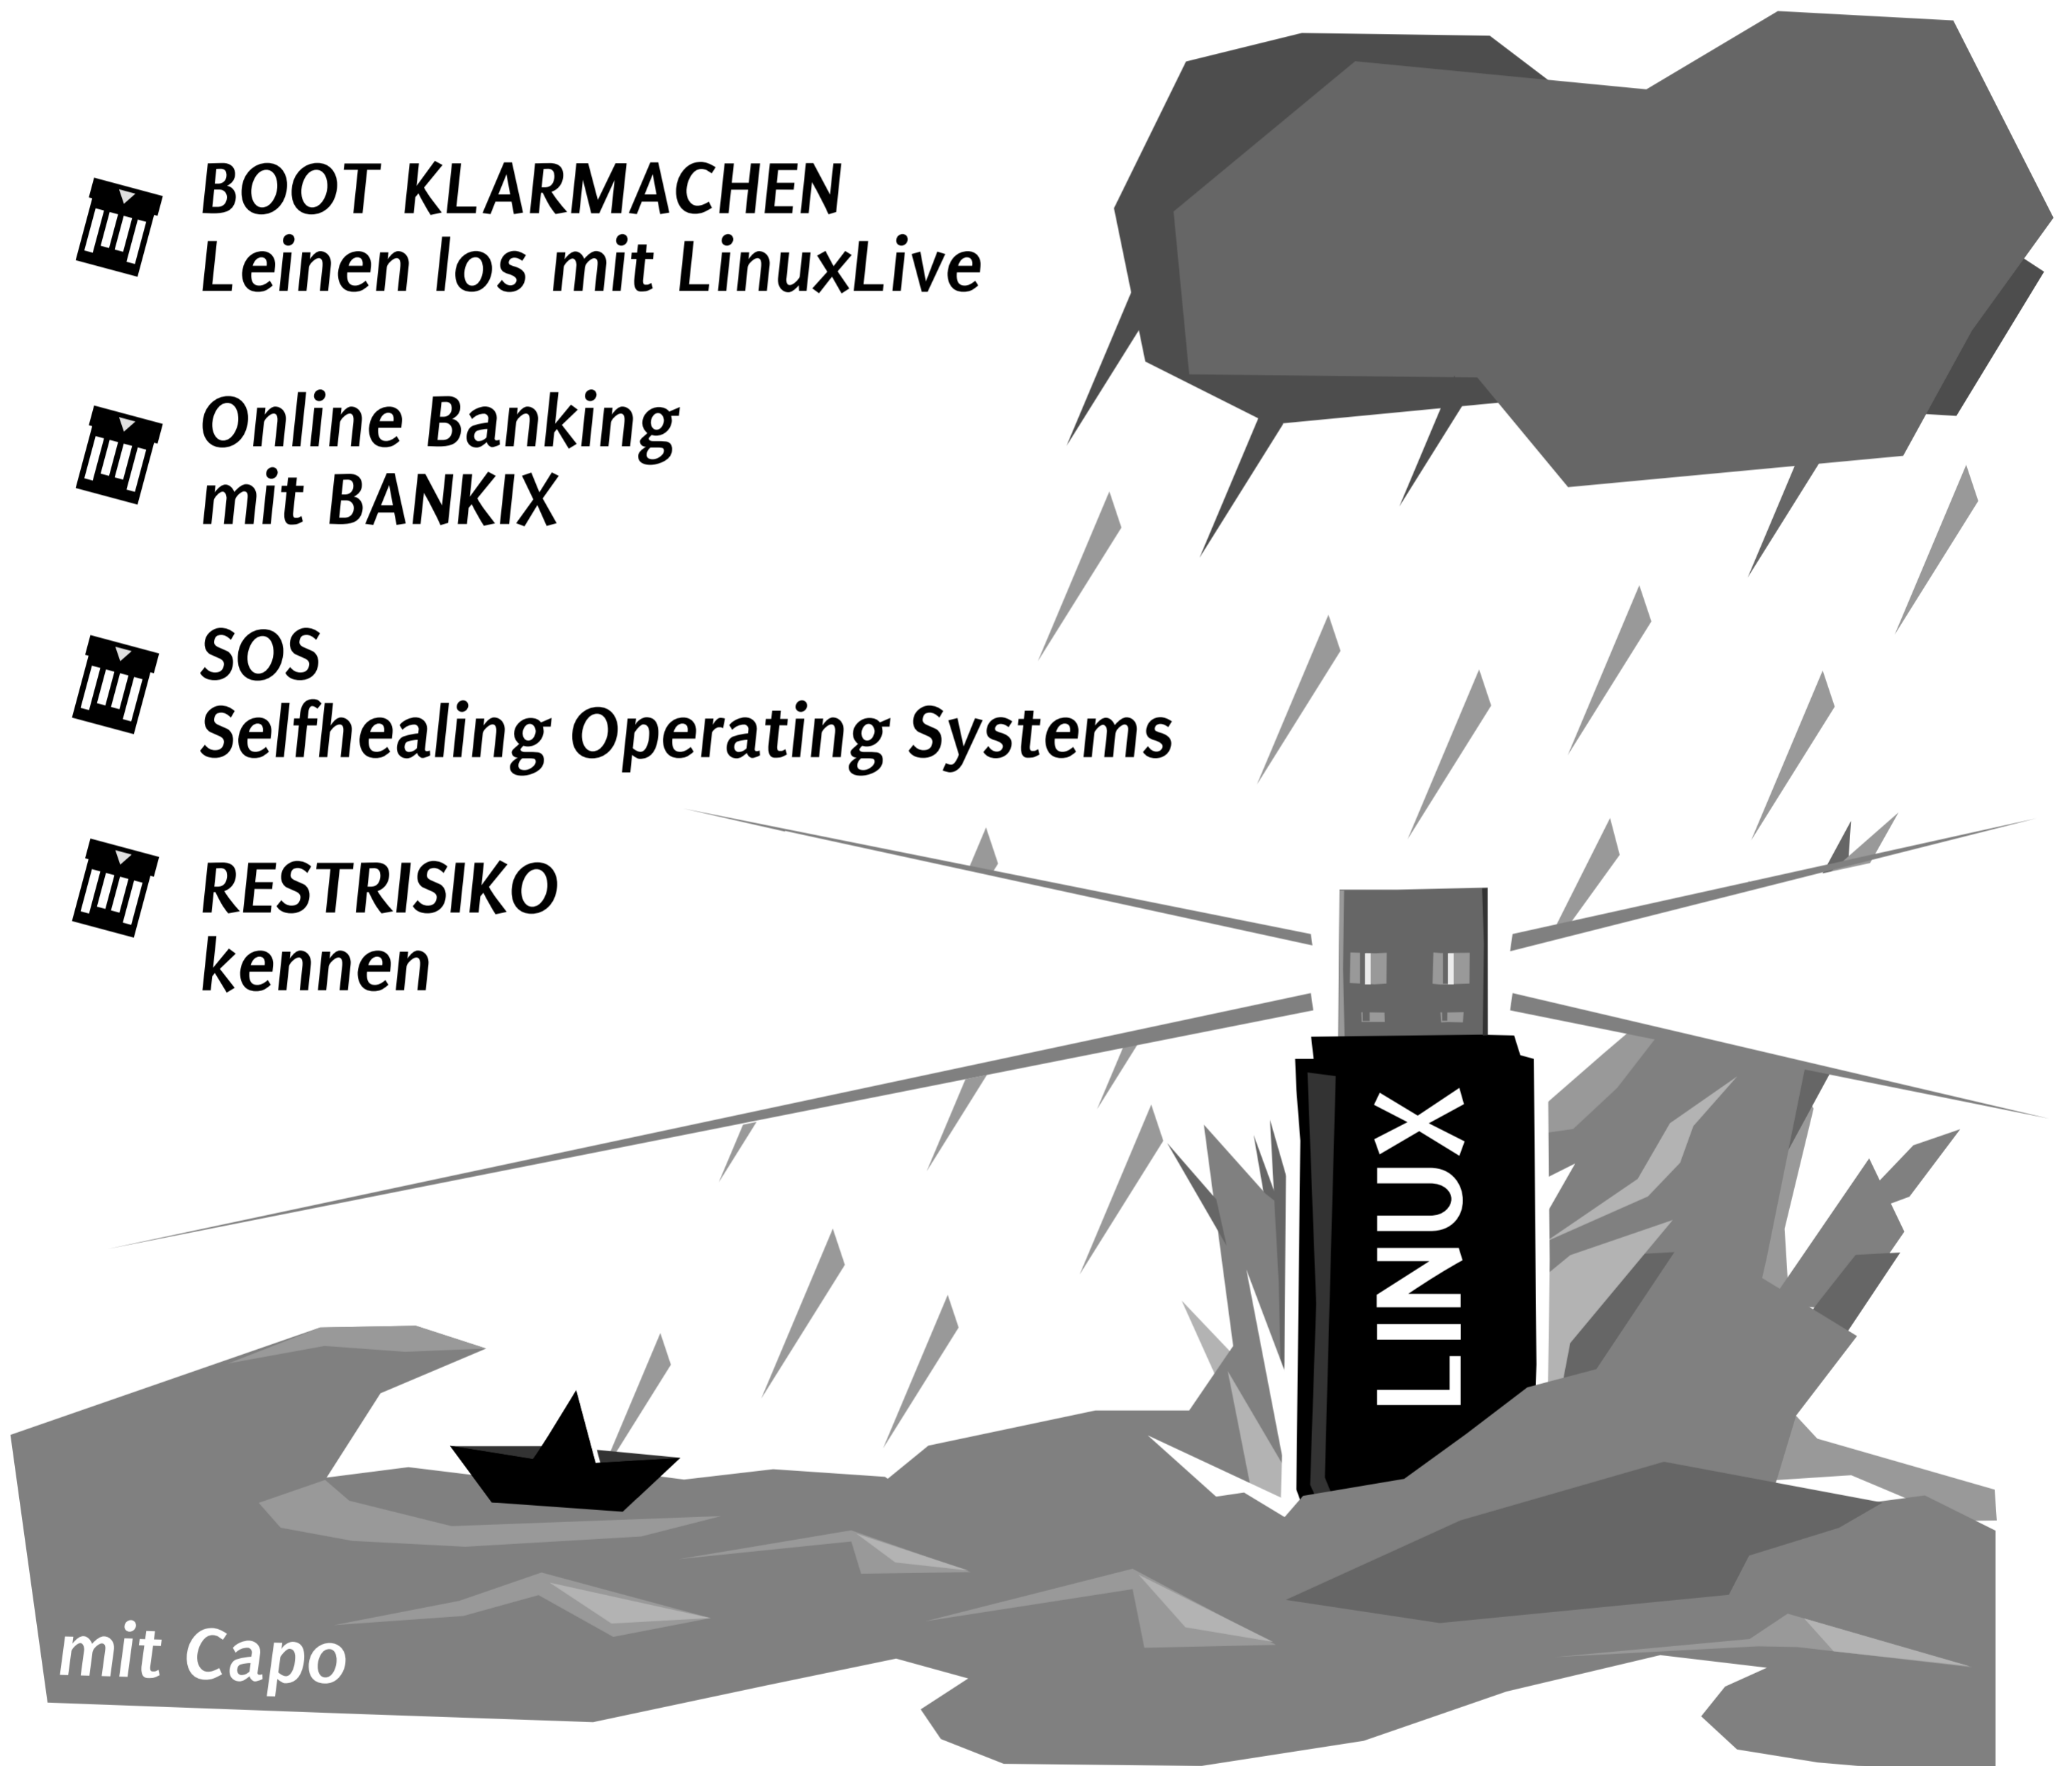 BOOT KLARMACHEN
Leinen los mit LinuxLive
Online Banking
mit BANKIX
SOS
Selfhealing Operating Systems
RESTRISIKO
kennen
LINUX
mit Capo